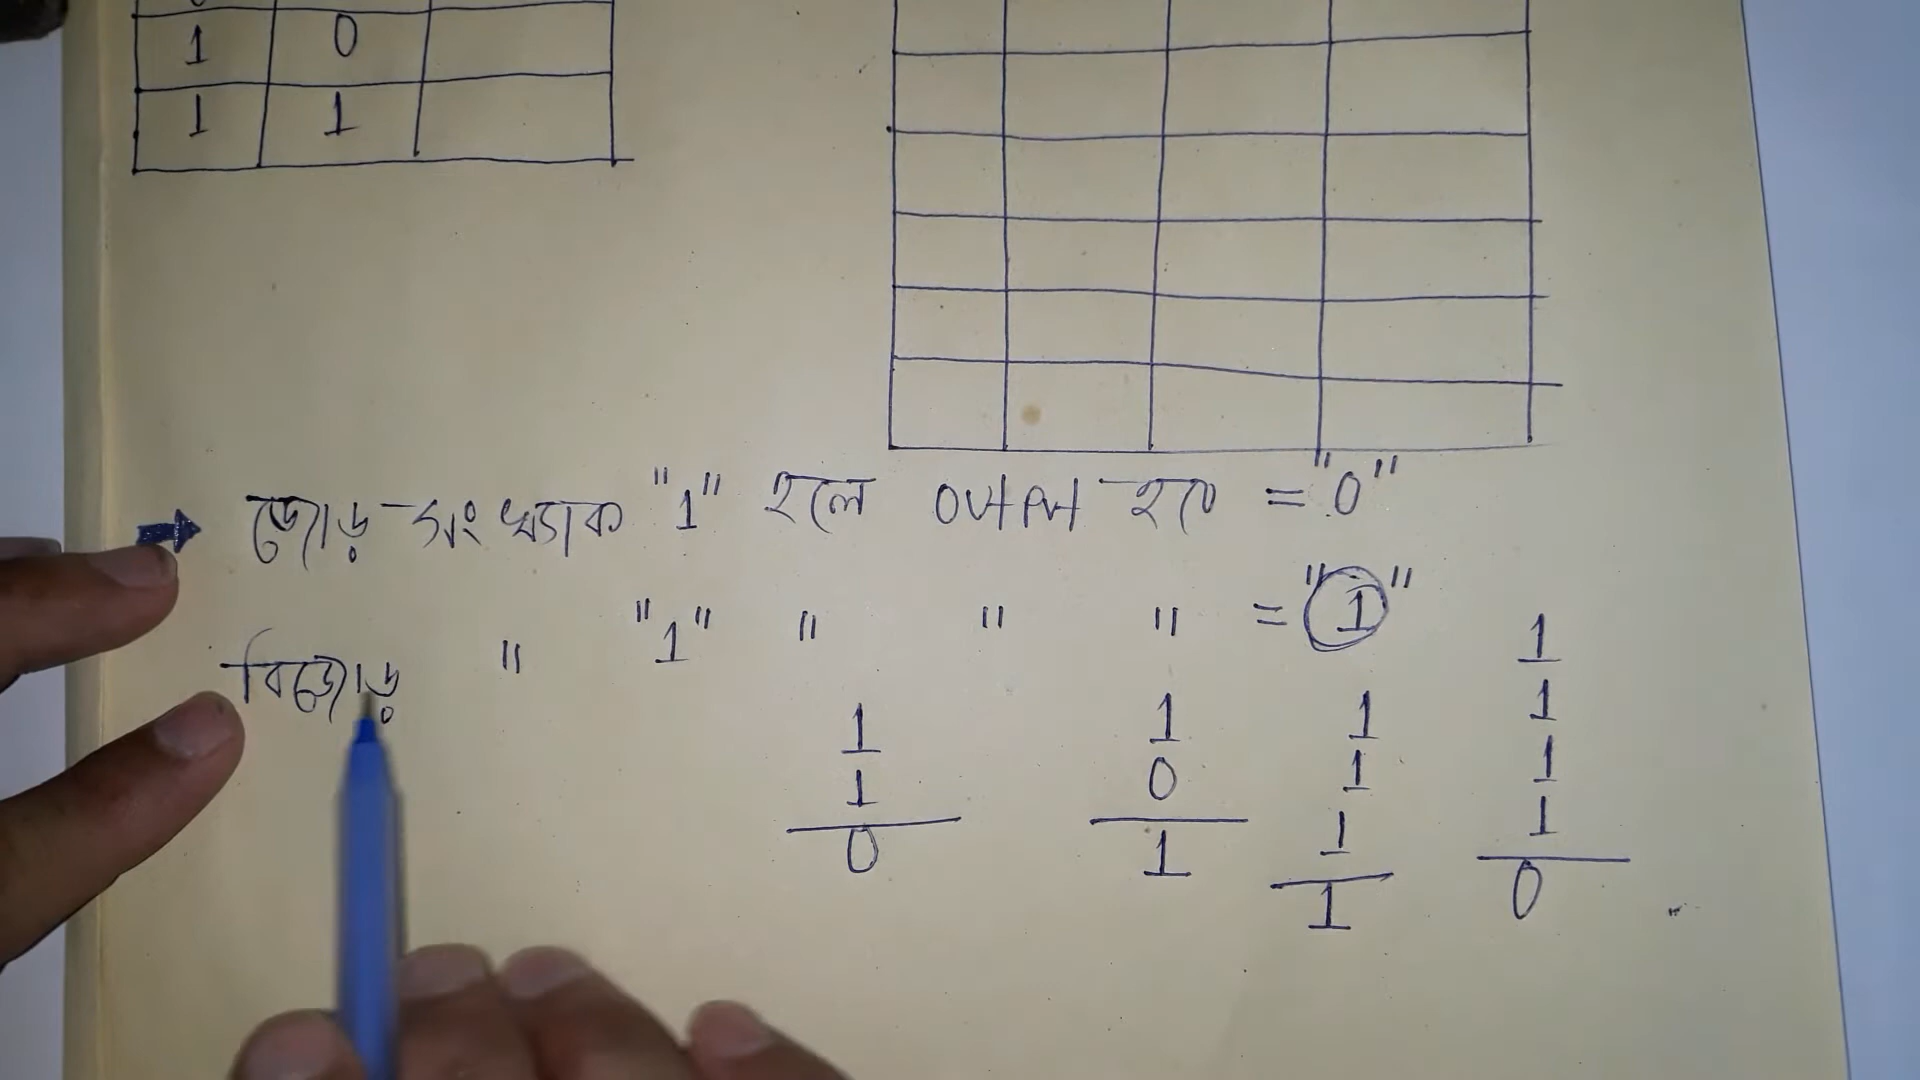 1 0
1 1
জোড় সংখ্যক "1" হলে output হবে = "0"
বিজোড় " "1" " " " = "1"
1 1 1 1
1 0 1 1
0 1 1 1
1 1
0